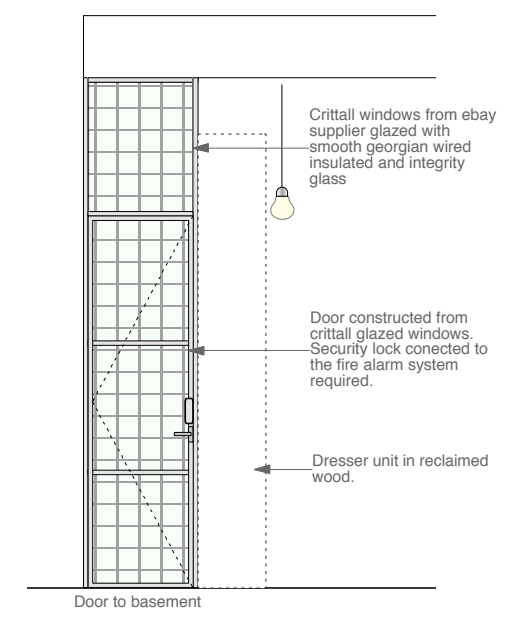 Crittall windows from ebay
supplier glazed with
smooth georgian wired
insulated and integrity
glass
Door constructed from
crittall glazed windows.
Security lock conected to
the fire alarm system
required.
Dresser unit in reclaimed
wood.
Door to basement